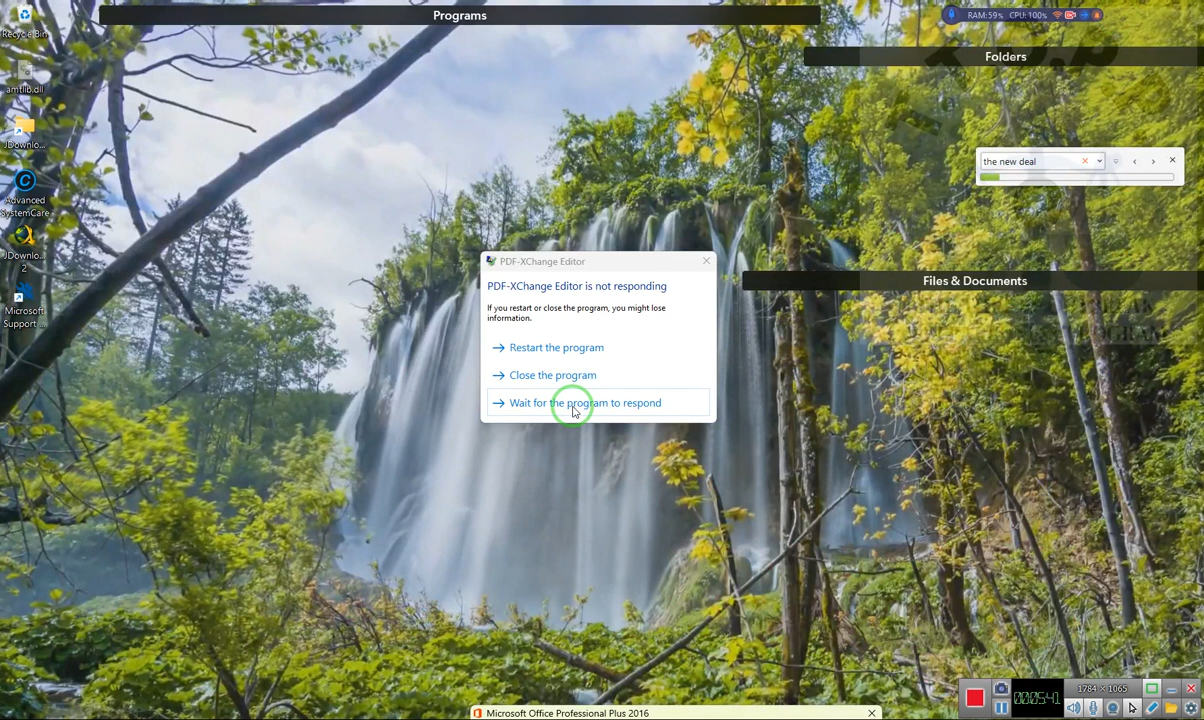 Programs
RAM:59% CPU:100%
Recycle Bin
Folders
amtlib.dll
the new deal
JDownlo...
Advanced
SystemCare
JDownlo...
2
Microsoft
Support ...
PDF-XChange Editor
PDF-XChange Editor is not responding
If you restart or close the program, you might lose
information.
Restart the program
Close the program
Wait for the program to respond
Files & Documents
1784 × 1065
00:05:41
Microsoft Office Professional Plus 2016